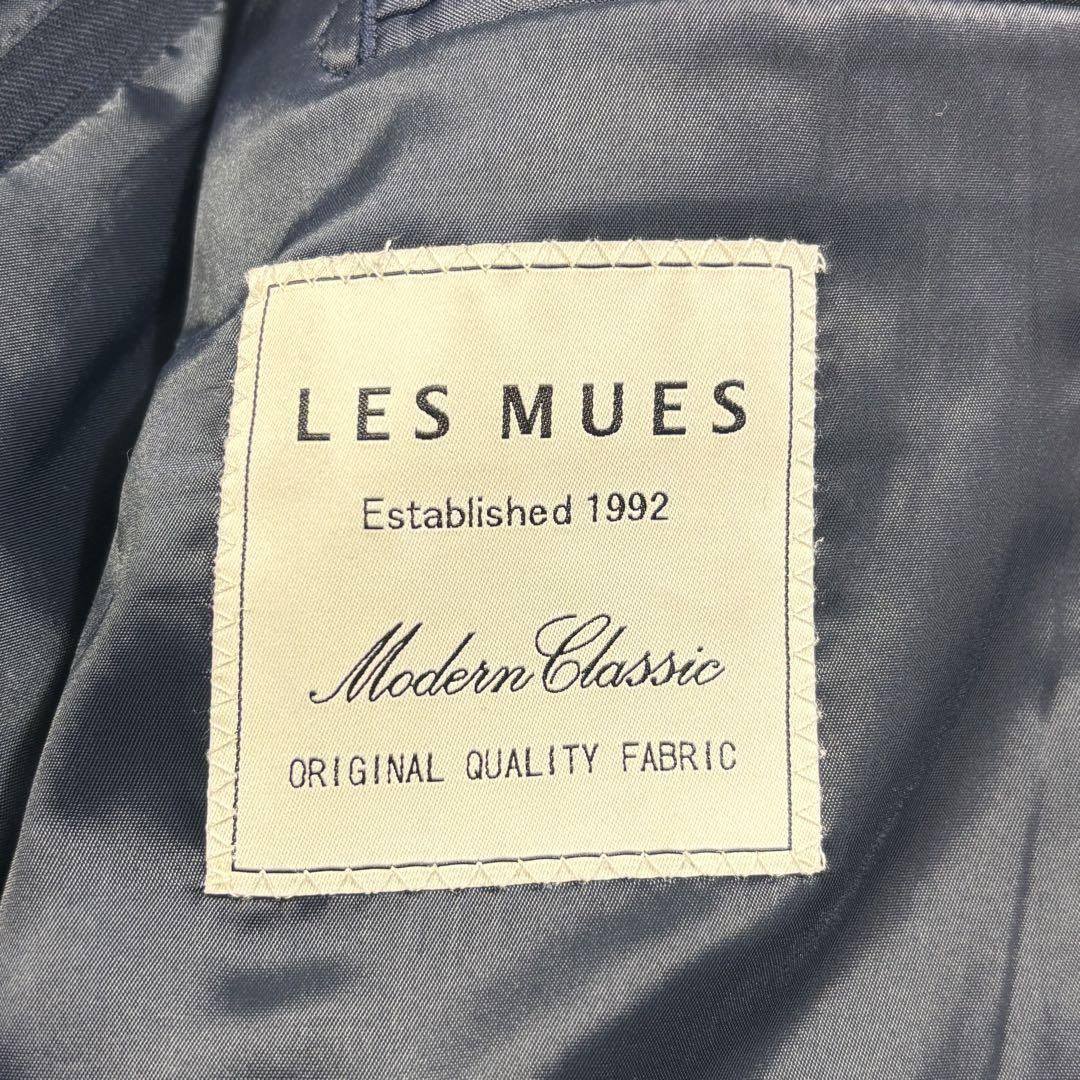 LES MUES
Established 1992
Modern Classic
ORIGINAL QUALITY FABRIC